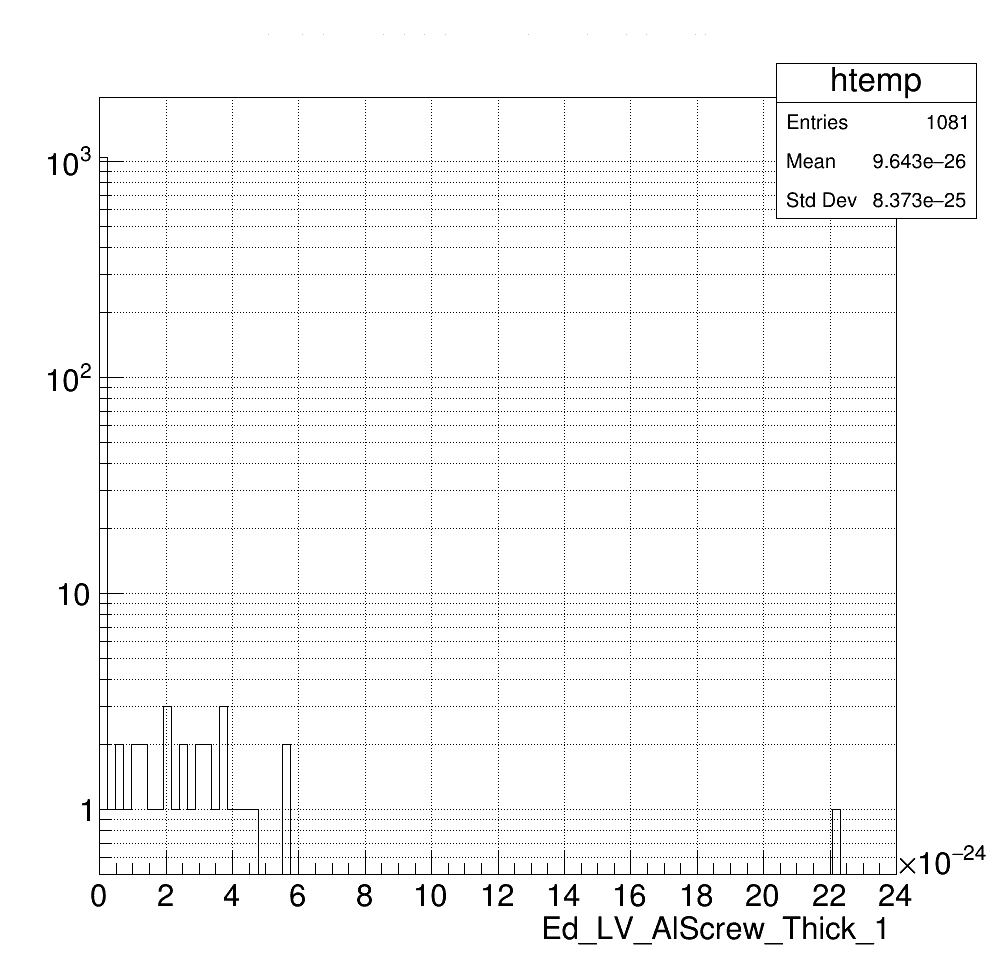 htemp
Entries 1081
Mean 9.643e−26
Std Dev 8.373e−25
10³
10²
10
1
0 2 4 6 8 10 12 14 16 18 20 22 24
×10⁻²⁴
Ed_LV_AlScrew_Thick_1